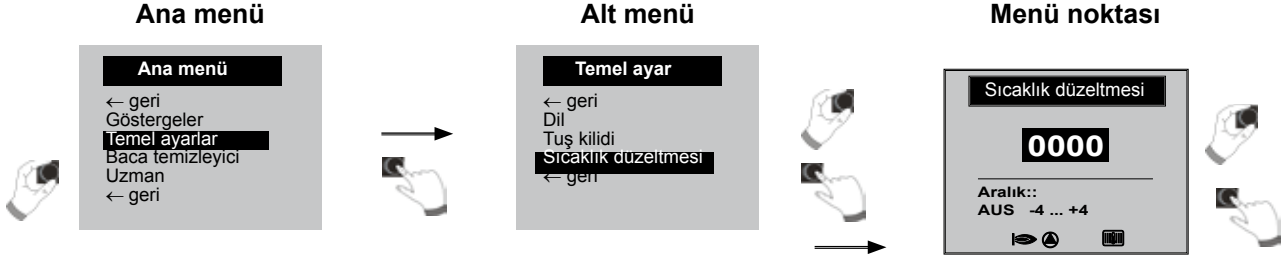 Ana menü
Alt menü
Menü noktası
Ana menü
← geri
Göstergeler
Temel ayarlar
Baca temizleyici
Uzman
← geri
Temel ayar
← geri
Dil
Tuş kilidi
Sıcaklık düzeltmesi
← geri
Sıcaklık düzeltmesi
0000
Aralık::
AUS -4 ... +4